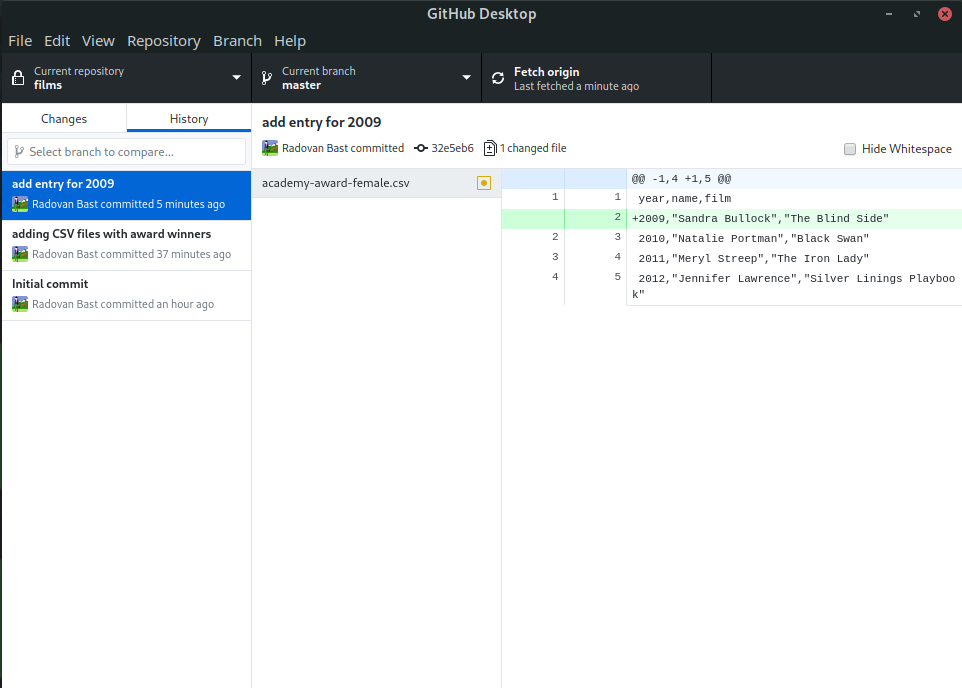 GitHub Desktop
File Edit View Repository Branch Help
Current repository
films
Current branch
master
Fetch origin
Last fetched a minute ago
Changes
History
Select branch to compare...
add entry for 2009
Radovan Bast committed 5 minutes ago
adding CSV files with award winners
Radovan Bast committed 37 minutes ago
Initial commit
Radovan Bast committed an hour ago
add entry for 2009
Radovan Bast committed 32e5eb6 1 changed file
Hide Whitespace
academy-award-female.csv
@@ -1,4 +1,5 @@
1 1 year,name,film
2 +2009,"Sandra Bullock","The Blind Side"
2 3 2010,"Natalie Portman","Black Swan"
3 4 2011,"Meryl Streep","The Iron Lady"
4 5 2012,"Jennifer Lawrence","Silver Linings Playboo
k"